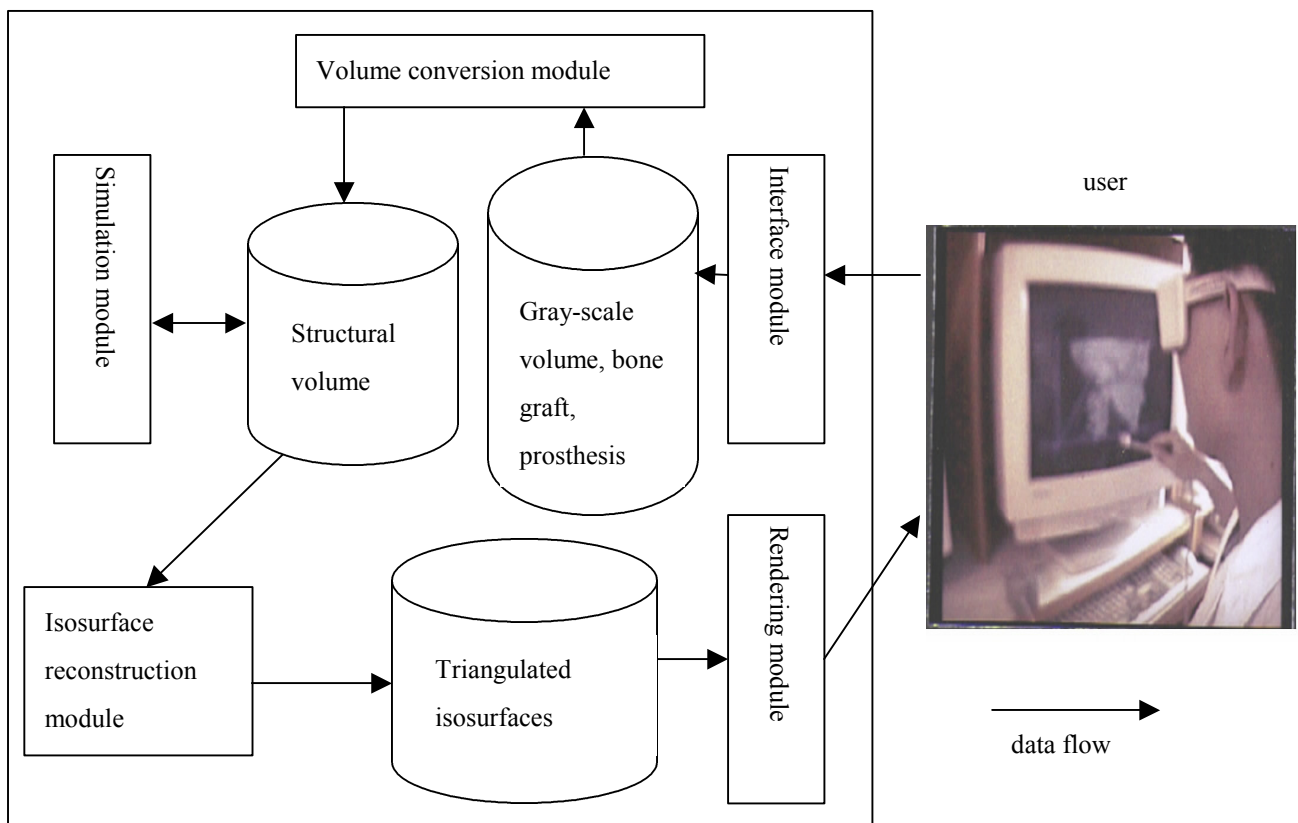 Volume conversion module
Simulation module
Structural
volume
Gray-scale
volume, bone
graft,
prosthesis
Interface module
user
Isosurface
reconstruction
module
Triangulated
isosurfaces
Rendering module
data flow